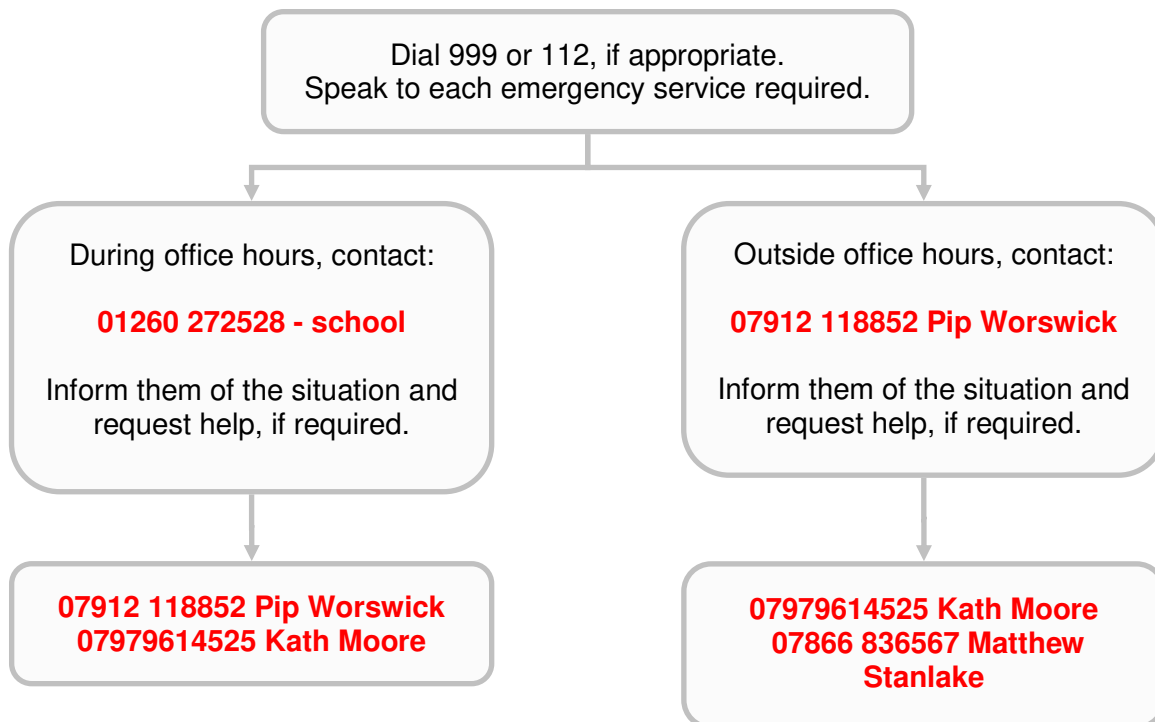 Dial 999 or 112, if appropriate.
Speak to each emergency service required.
During office hours, contact:
01260 272528 - school
Inform them of the situation and
request help, if required.
07912 118852 Pip Worswick
07979614525 Kath Moore
Outside office hours, contact:
07912 118852 Pip Worswick
Inform them of the situation and
request help, if required.
07979614525 Kath Moore
07866 836567 Matthew
Stanlake